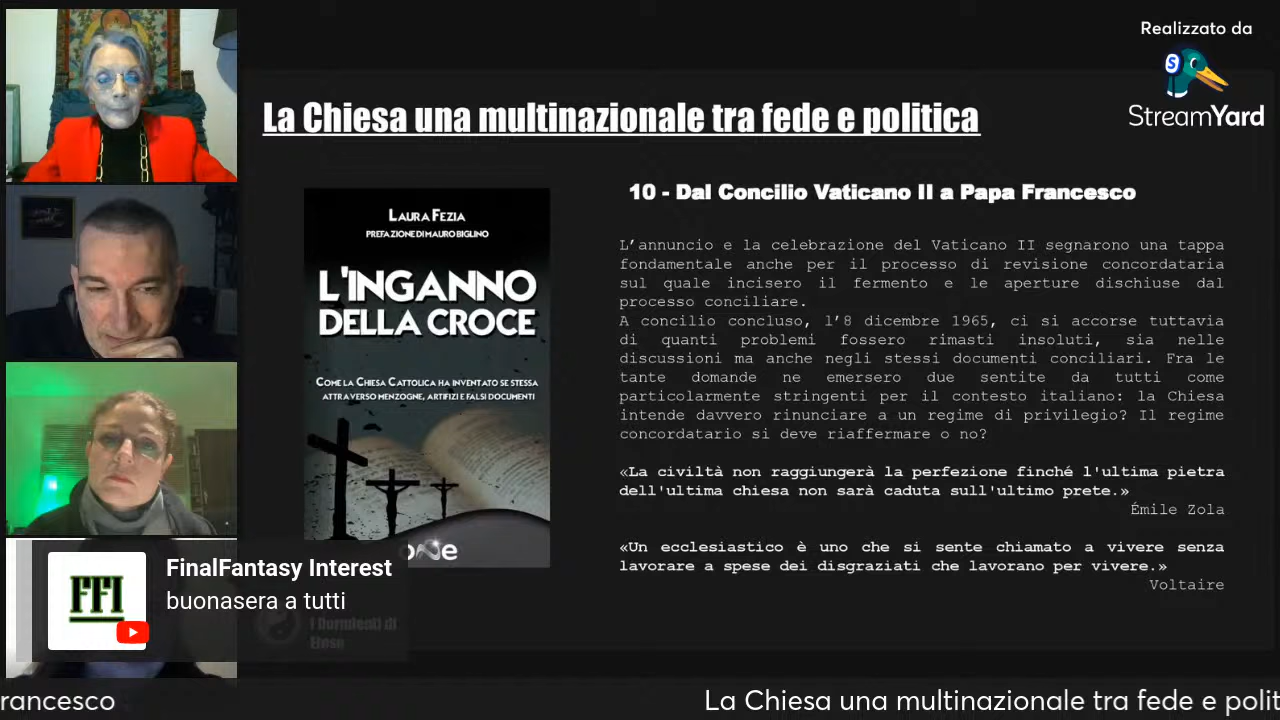 Realizzato da
S
StreamYard
La Chiesa una multinazionale tra fede e politica
LAURA FEZIA
PREFAZIONE DI MAURO BIGLINO
L'INGANNO
DELLA CROCE
COME LA CHIESA CATTOLICA HA INVENTATO SE STESSA
ATTRAVERSO MENZOGNE, ARTIFIZI E FALSI DOCUMENTI
10 - Dal Concilio Vaticano II a Papa Francesco
L'annuncio e la celebrazione del Vaticano II segnarono una tappa
fondamentale anche per il processo di revisione concordataria
sul quale incisero il fermento e le aperture dischiuse dal
processo conciliare.
A concilio concluso, l'8 dicembre 1965, ci si accorse tuttavia
di quanti problemi fossero rimasti insoluti, sia nelle
discussioni ma anche negli stessi documenti conciliari. Fra le
tante domande ne emersero due sentite da tutti come
particolarmente stringenti per il contesto italiano: la Chiesa
intende davvero rinunciare a un regime di privilegio? Il regime
concordatario si deve riaffermare o no?
«La civiltà non raggiungerà la perfezione finché l'ultima pietra
dell'ultima chiesa non sarà caduta sull'ultimo prete.»
Émile Zola
«Un ecclesiastico è uno che si sente chiamato a vivere senza
lavorare a spese dei disgraziati che lavorano per vivere.»
Voltaire
FFI
FinalFantasy Interest
buonasera a tutti
I Dormienti di
rancesco
La Chiesa una multinazionale tra fede e polit